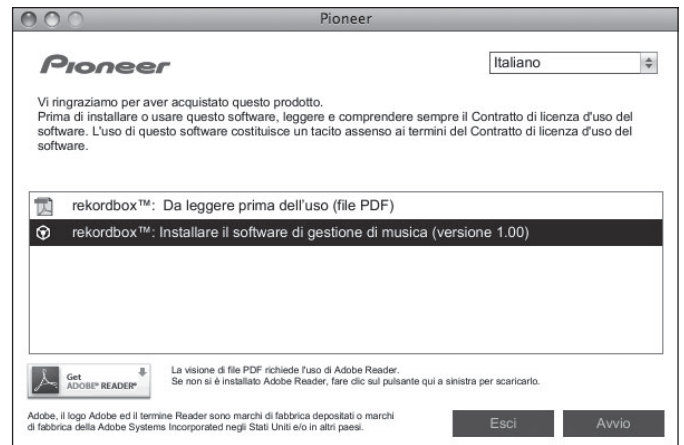 Pioneer
Pioneer
Italiano
Vi ringraziamo per aver acquistato questo prodotto.
Prima di installare o usare questo software, leggere e comprendere sempre il Contratto di licenza d'uso del
software. L'uso di questo software costituisce un tacito assenso ai termini del Contratto di licenza d'uso del
software.
rekordbox™: Da leggere prima dell'uso (file PDF)
rekordbox™: Installare il software di gestione di musica (versione 1.00)
Get
ADOBE® READER®
La visione di file PDF richiede l'uso di Adobe Reader.
Se non si è installato Adobe Reader, fare clic sul pulsante qui a sinistra per scaricarlo.
Adobe, il logo Adobe ed il termine Reader sono marchi di fabbrica depositati o marchi
di fabbrica della Adobe Systems Incorporated negli Stati Uniti e/o in altri paesi.
Esci
Avvio